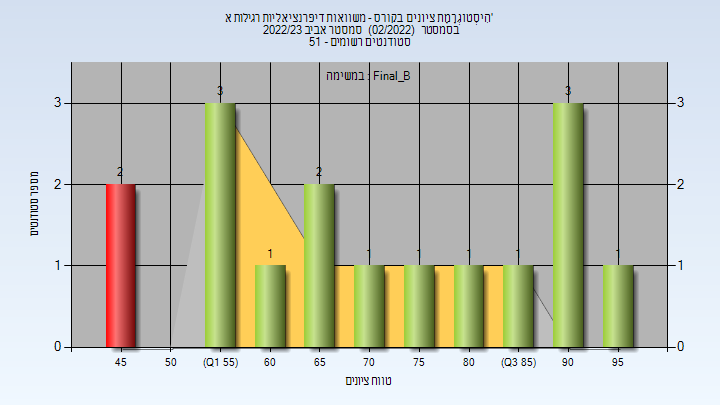 הִיסְטוֹגְרָמַת ציונים בקורס - משוואות דיפרנציאליות רגילות א'
בסמסטר (02/2022) סמסטר אביב 2022/23
סטודנטים רשומים - 51
במשימה : Final_B
3 3
2 2
1 1
0 0
2 3 1 2 1 1 1 1 3 1
מספר סטודנטים
45 50 (Q1 55) 60 65 70 75 80 (Q3 85) 90 95
טווח ציונים